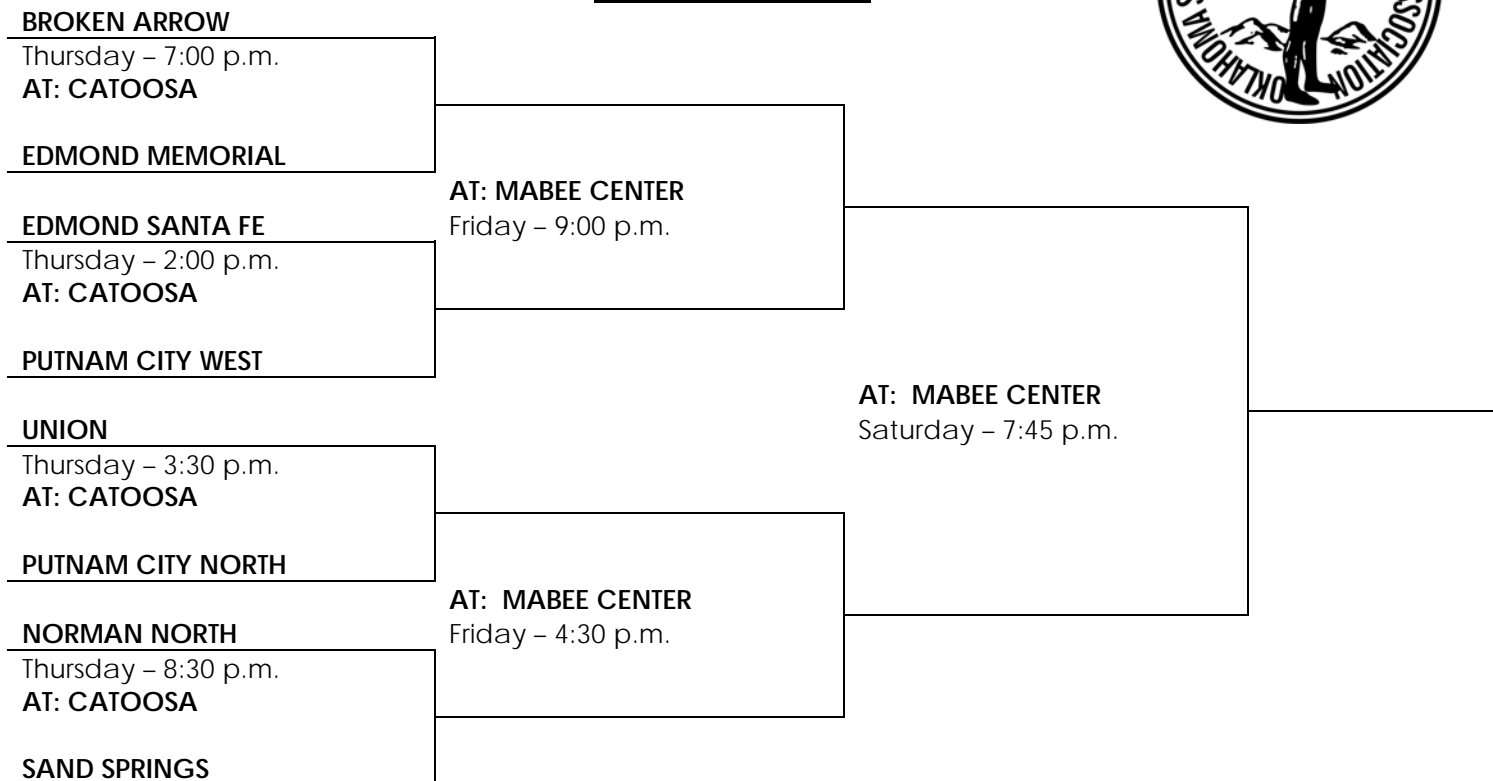 BROKEN ARROW
Thursday – 7:00 p.m.
AT: CATOOSA
EDMOND MEMORIAL
EDMOND SANTA FE
Thursday – 2:00 p.m.
AT: CATOOSA
PUTNAM CITY WEST
UNION
Thursday – 3:30 p.m.
AT: CATOOSA
PUTNAM CITY NORTH
NORMAN NORTH
Thursday – 8:30 p.m.
AT: CATOOSA
SAND SPRINGS
AT: MABEE CENTER
Friday – 9:00 p.m.
AT:  MABEE CENTER
Friday – 4:30 p.m.
AT:  MABEE CENTER
Saturday – 7:45 p.m.
OKLAHOMA S
SSOCIATION